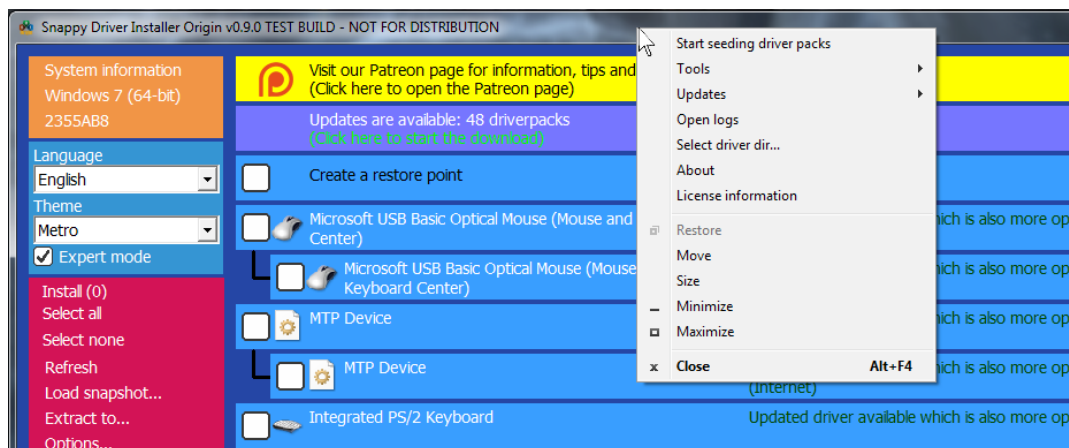 Snappy Driver Installer Origin v0.9.0 TEST BUILD - NOT FOR DISTRIBUTION
System information
Windows 7 (64-bit)
2355AB8
Language
English
Theme
Metro
Expert mode
Install (0)
Select all
Select none
Refresh
Load snapshot...
Extract to...
Options...
Visit our Patreon page for information, tips and
(Click here to open the Patreon page)
Updates are available: 48 driverpacks
(Click here to start the download)
Create a restore point
Microsoft USB Basic Optical Mouse (Mouse and
Center)
hich is also more op
Microsoft USB Basic Optical Mouse (Mouse
Keyboard Center)
hich is also more op
MTP Device
hich is also more op
MTP Device
hich is also more op
(Internet)
Integrated PS/2 Keyboard
Updated driver available which is also more op
Start seeding driver packs
Tools
Updates
Open logs
Select driver dir...
About
License information
Restore
Move
Size
Minimize
Maximize
Close Alt+F4